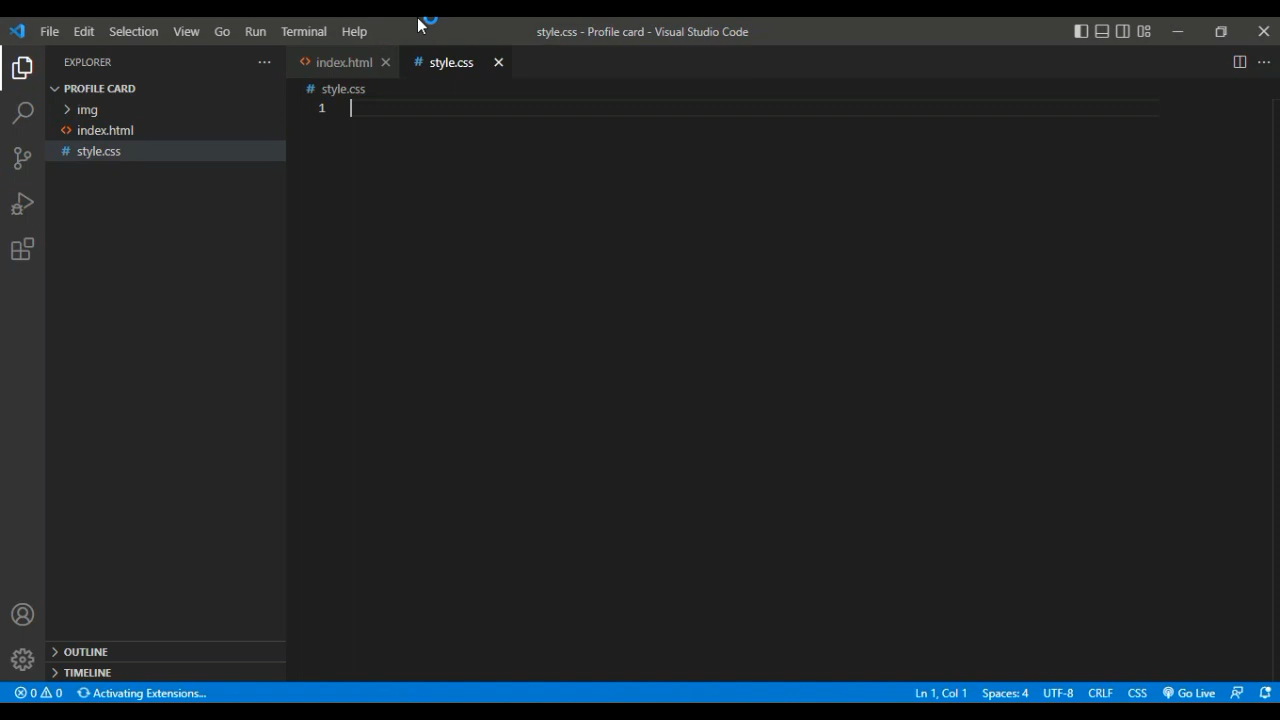 File Edit Selection View Go Run Terminal Help
style.css - Profile card - Visual Studio Code
EXPLORER
index.html
# style.css
PROFILE CARD
# style.css
img
1
index.html
# style.css
OUTLINE
TIMELINE
0 0 Activating Extensions...
Ln 1, Col 1 Spaces: 4 UTF-8 CRLF CSS Go Live